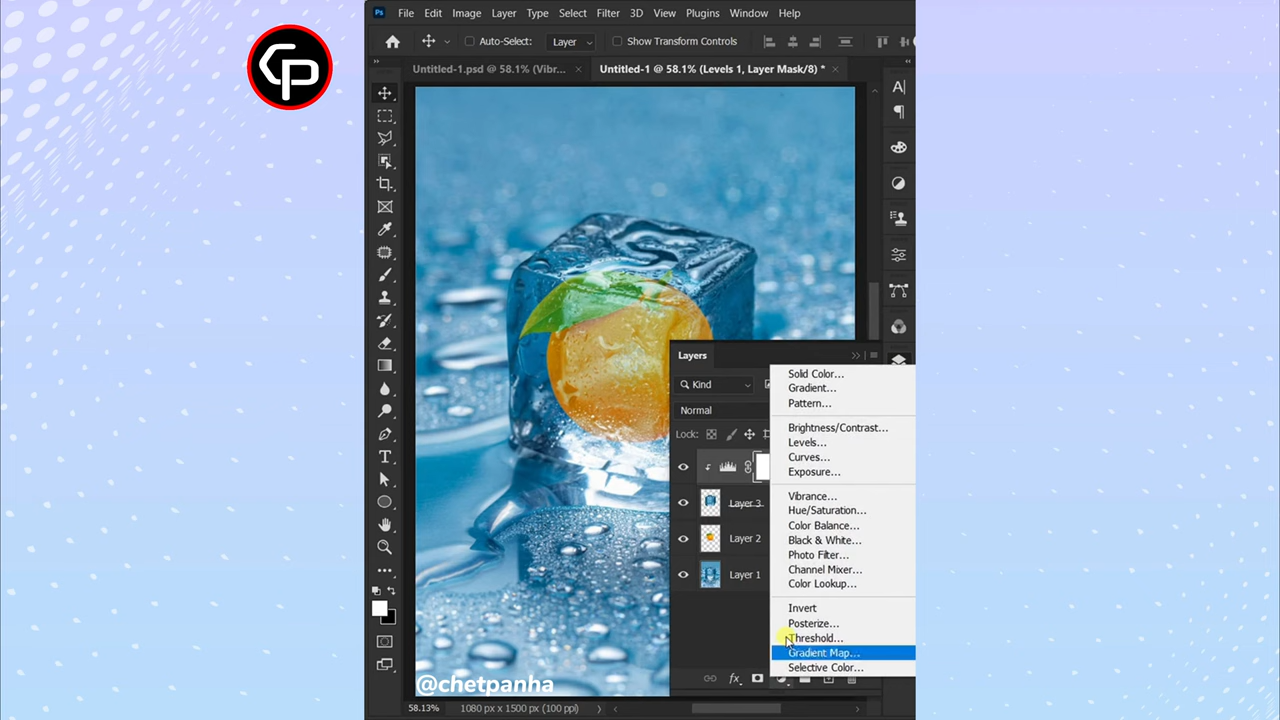 CP
Ps File Edit Image Layer Type Select Filter 3D View Plugins Window Help
Auto-Select: Layer Show Transform Controls
Untitled-1.psd @ 58.1% (Vibr... × Untitled-1 @ 58.1% (Levels 1, Layer Mask/8) * ×
Layers
Kind
Normal
Lock:
Layer 3
Layer 2
Layer 1
fx
Solid Color...
Gradient...
Pattern...
Brightness/Contrast...
Levels...
Curves...
Exposure...
Vibrance...
Hue/Saturation...
Color Balance...
Black & White...
Photo Filter...
Channel Mixer...
Color Lookup...
Invert
Posterize...
Threshold...
Gradient Map...
Selective Color...
@chetpanha
58.13% 1080 px x 1500 px (100 ppi)